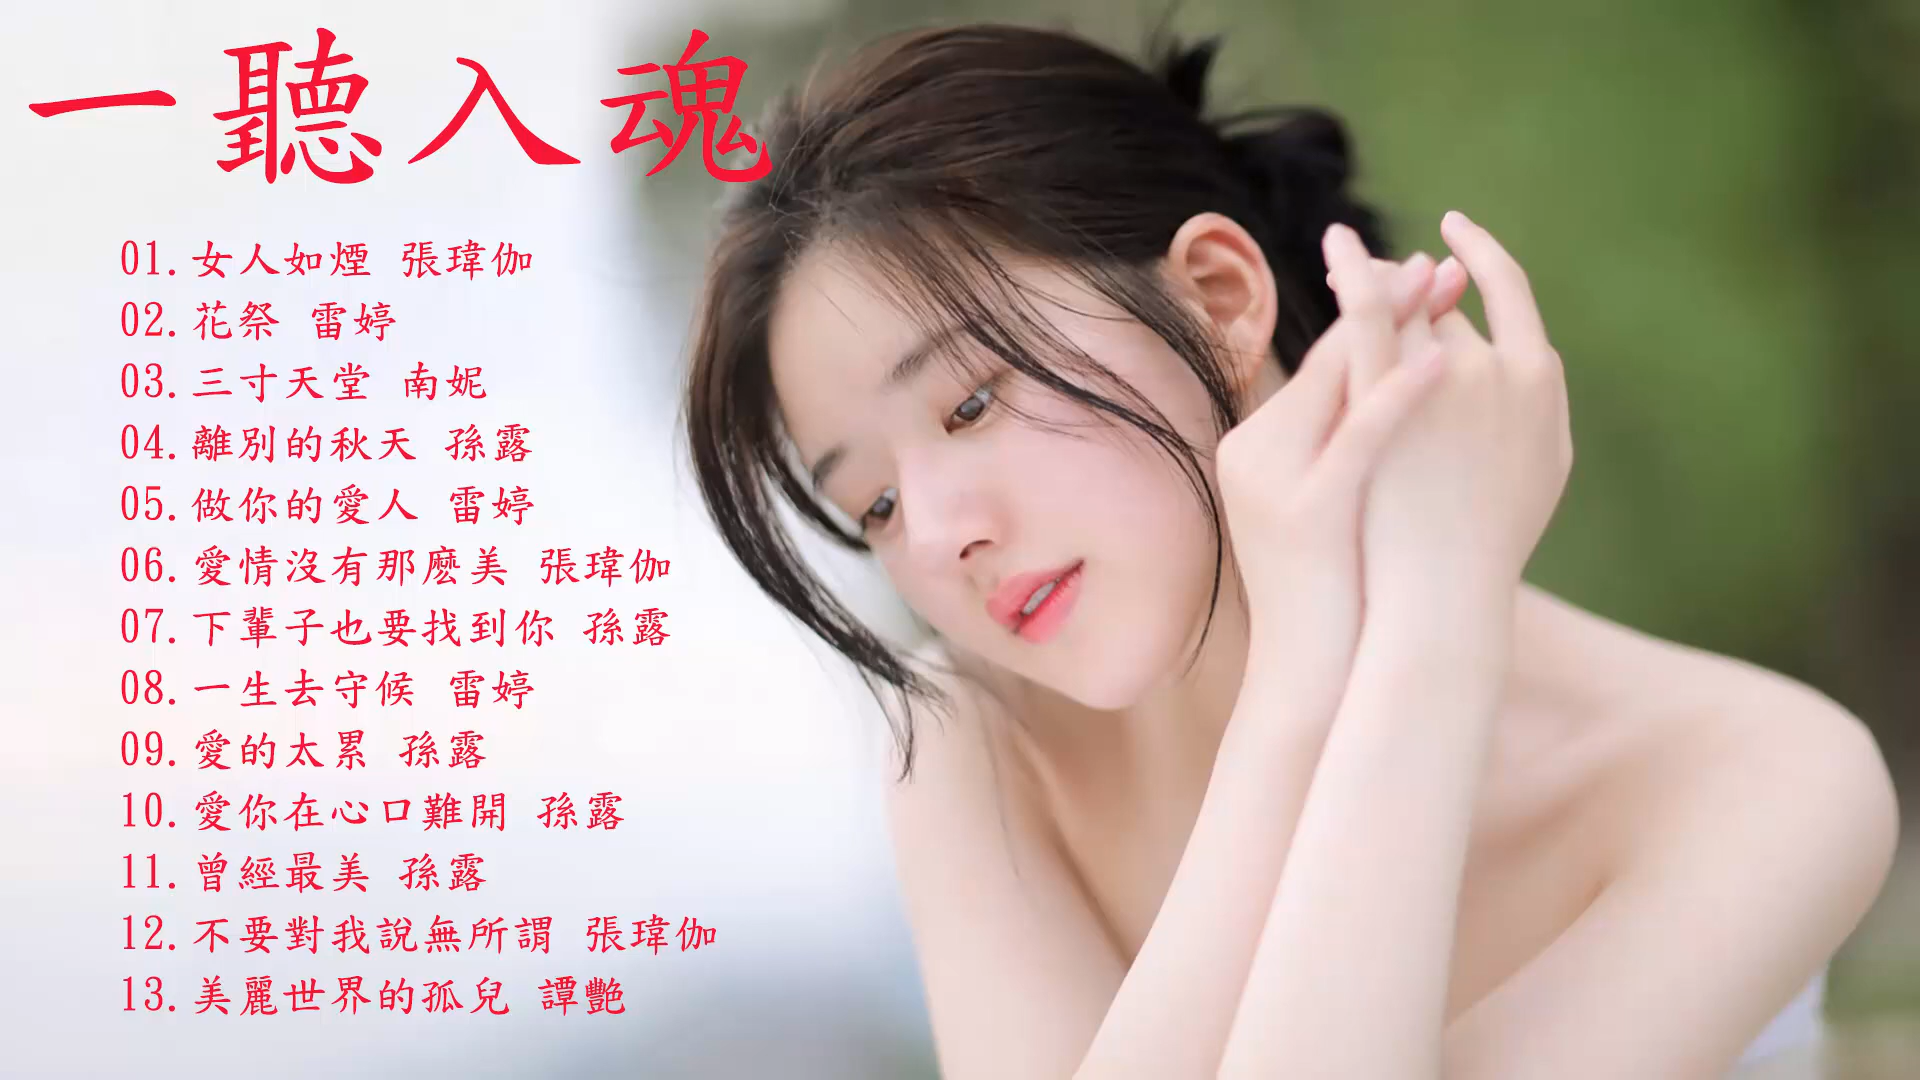 一聽入魂
01.女人如煙 張瑋伽
02.花祭 雷婷
03.三寸天堂 南妮
04.離別的秋天 孫露
05.做你的愛人 雷婷
06.愛情沒有那麼美 張瑋伽
07.下輩子也要找到你 孫露
08.一生去守候 雷婷
09.愛的太累 孫露
10.愛你在心口難開 孫露
11.曾經最美 孫露
12.不要對我說無所謂 張瑋伽
13.美麗世界的孤兒 譚艷